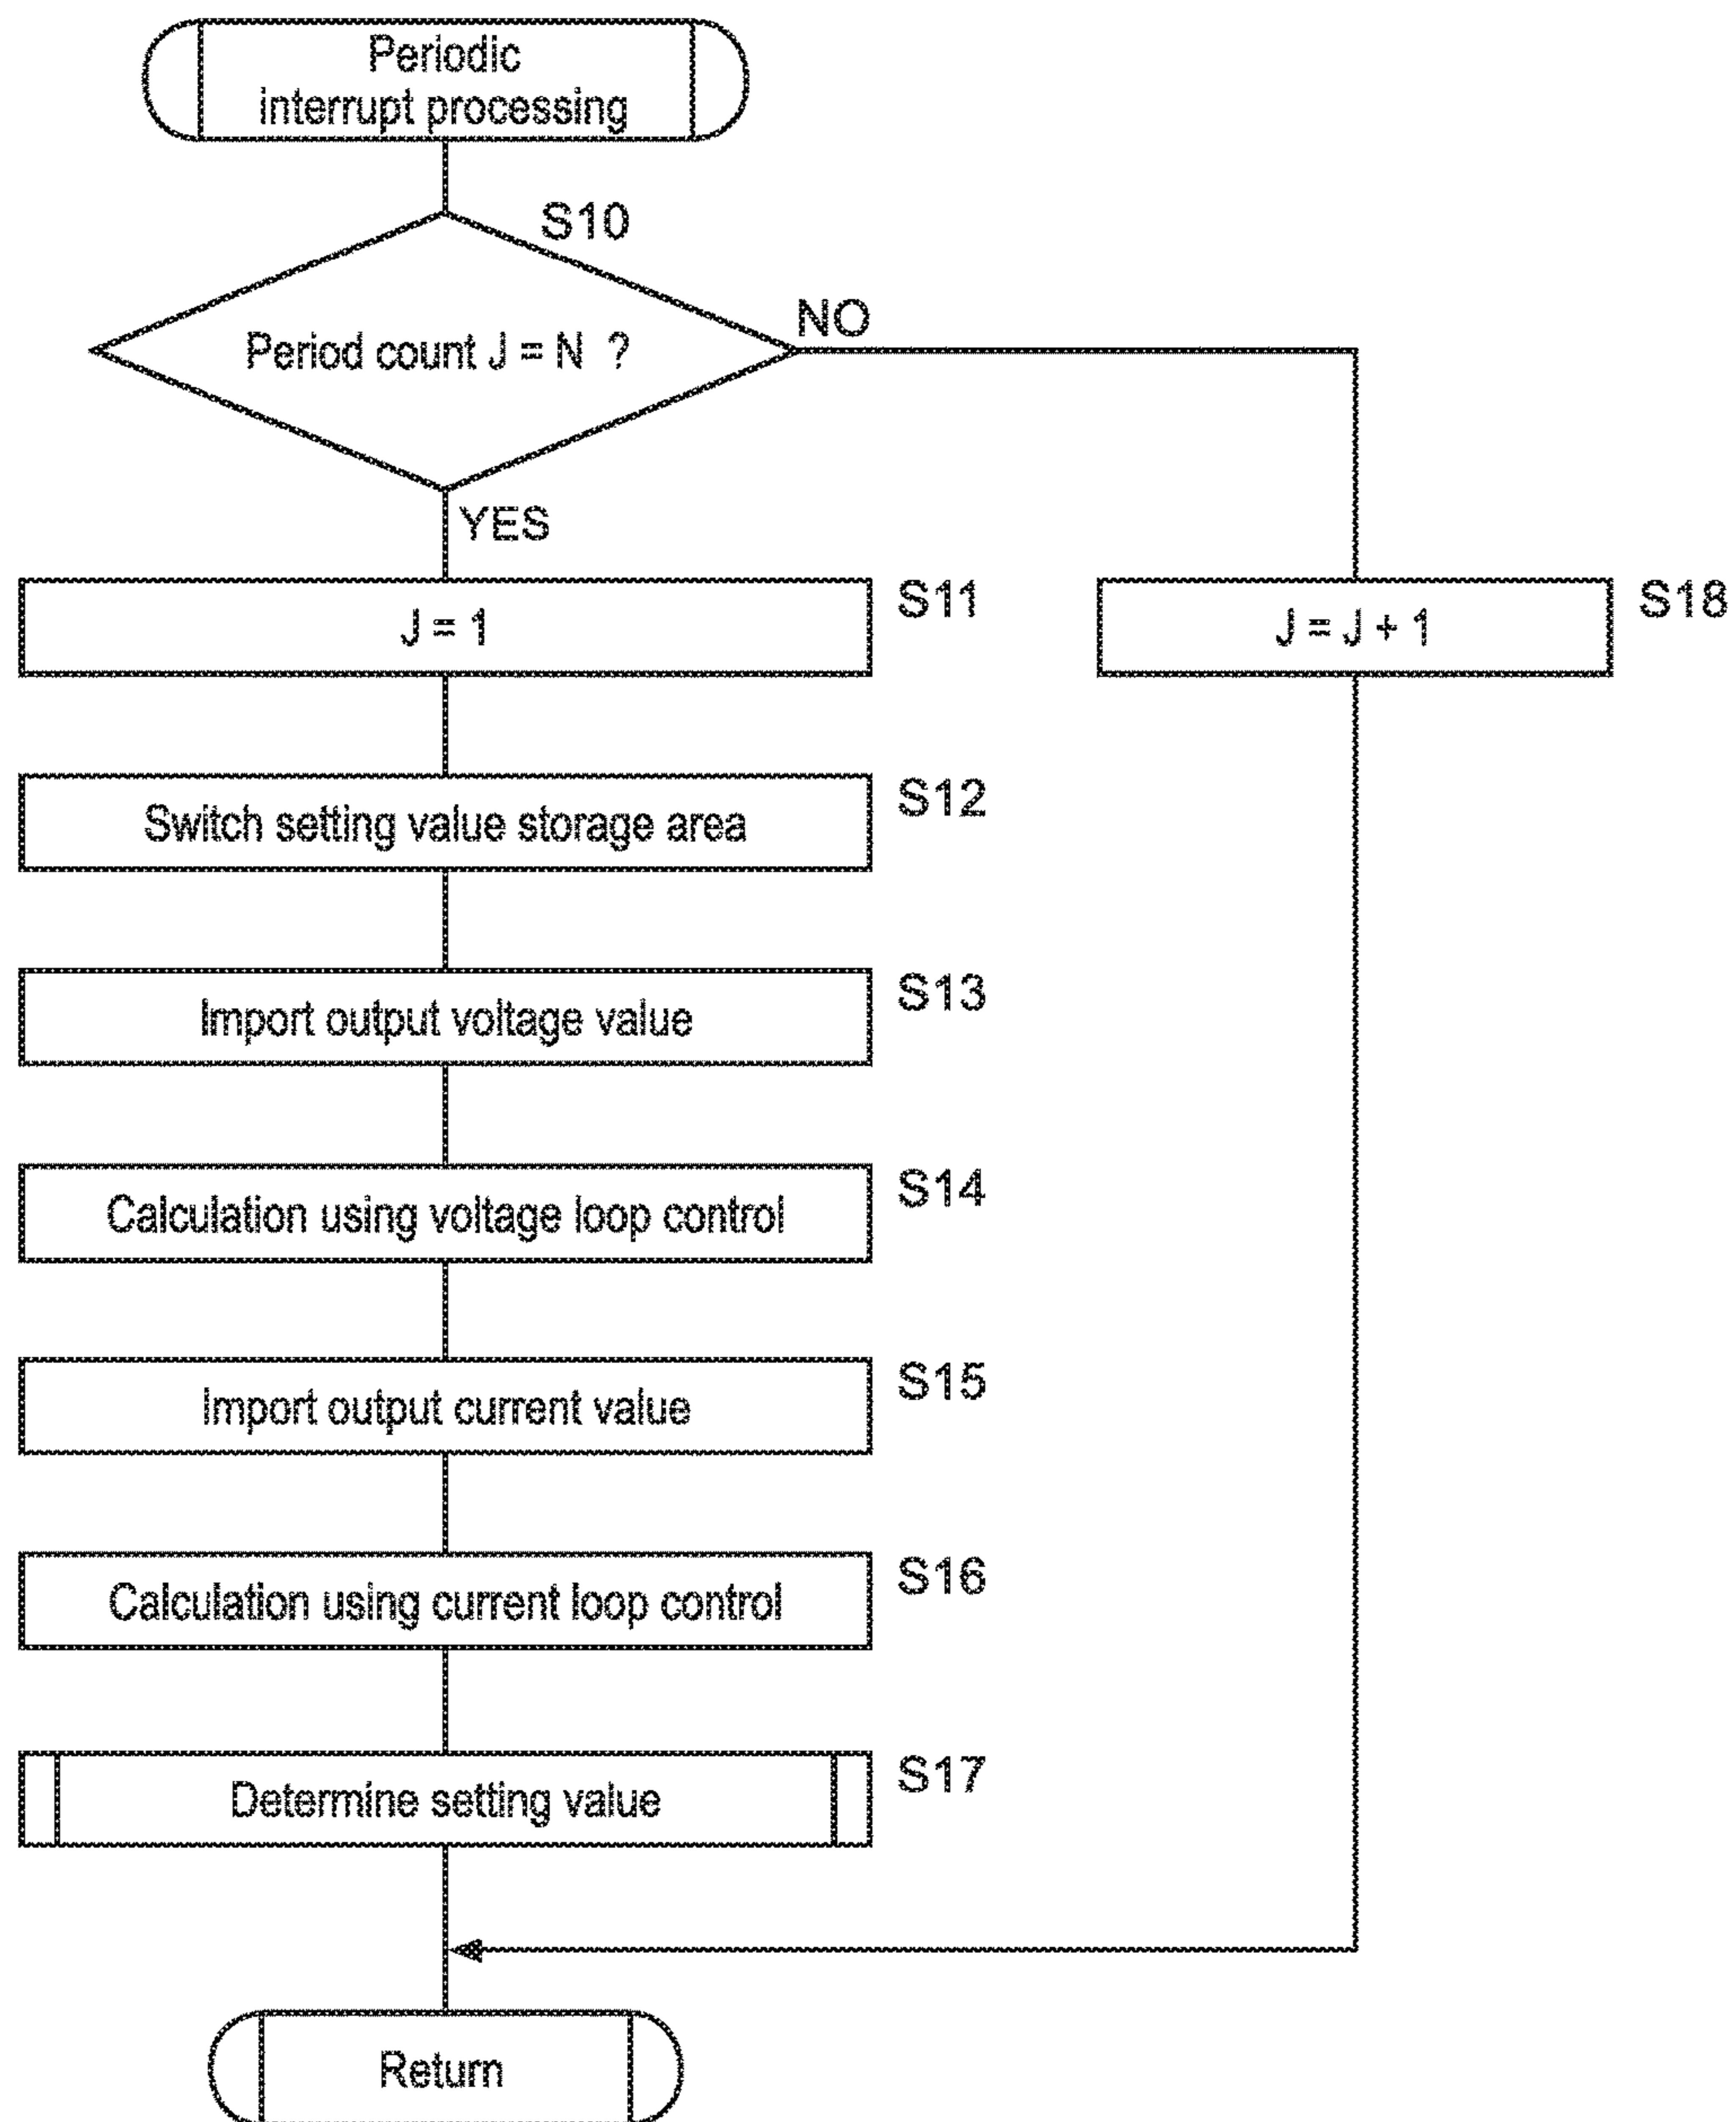 Periodic
interrupt processing
S10
Period count J = N ?
NO
YES
J = 1
S11
J = J + 1
S18
Switch setting value storage area
S12
Import output voltage value
S13
Calculation using voltage loop control
S14
Import output current value
S15
Calculation using current loop control
S16
Determine setting value
S17
Return